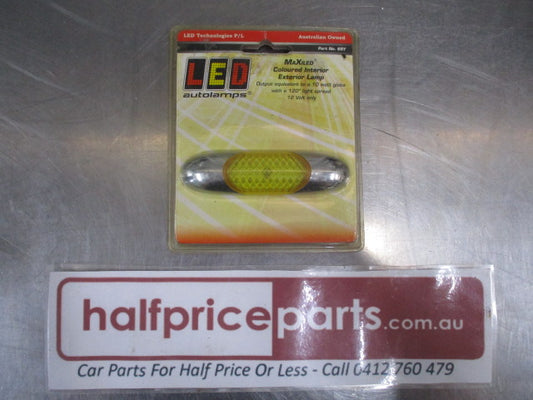 LED Technologies P/L
Australian Owned
Part No. 88Y
LED
autolamps
MaXiLED
Coloured Interior
Exterior Lamp
Output equivalent to a 10 watt globe
with a 120° light spread
12 Volt only
halfpriceparts.com.au
Car Parts For Half Price Or Less - Call 0412 760 479